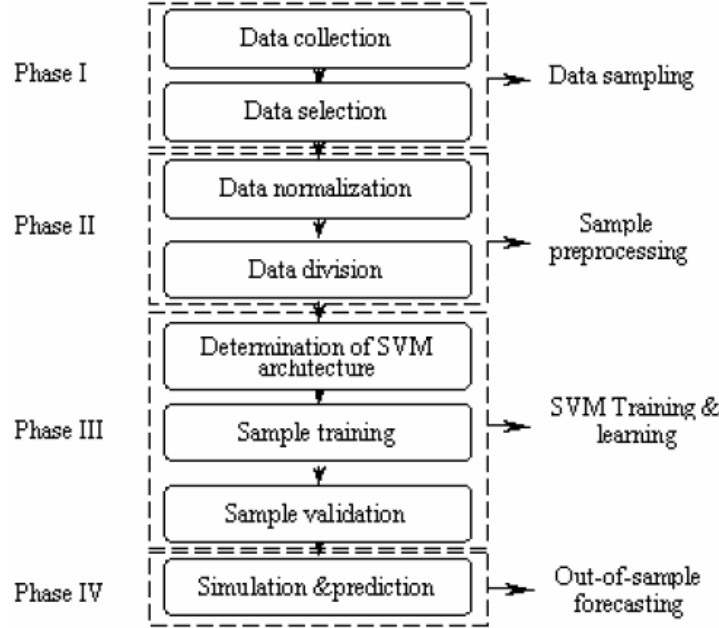 Data collection
Phase I
Data sampling
Data selection
Data normalization
Phase II
Sample
preprocessing
Data division
Determination of SVM
architecture
Phase III
Sample training
SVM Training &
learning
Sample validation
Phase IV
Simulation &prediction
Out-of-sample
forecasting